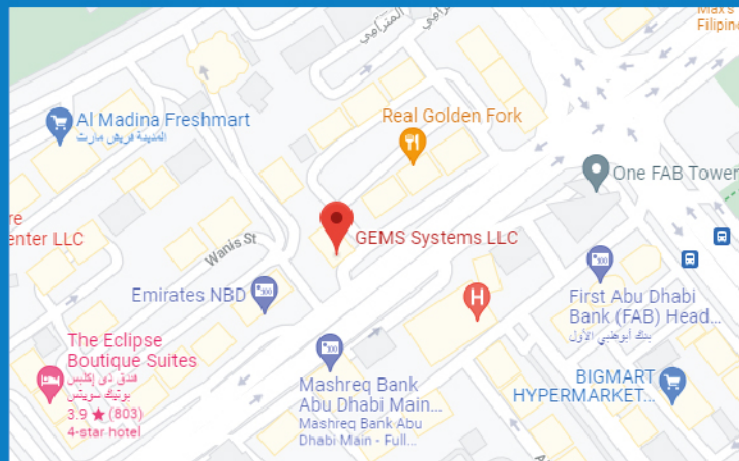 Max's
Filipino
المترامي
Al Madina Freshmart
المدينة فريش مارت
Real Golden Fork
One FAB Tower
re
enter LLC
Wanis St
GEMS Systems LLC
Emirates NBD
H
First Abu Dhabi
Bank (FAB) Head...
بنك أبوظبي الأول
The Eclipse
Boutique Suites
فندق ذي إكلبس
بوتيك سويتس
3.9 ★ (803)
4-star hotel
Mashreq Bank
Abu Dhabi Main...
Mashreq Bank Abu
Dhabi Main - Full...
BIGMART
HYPERMARKET...